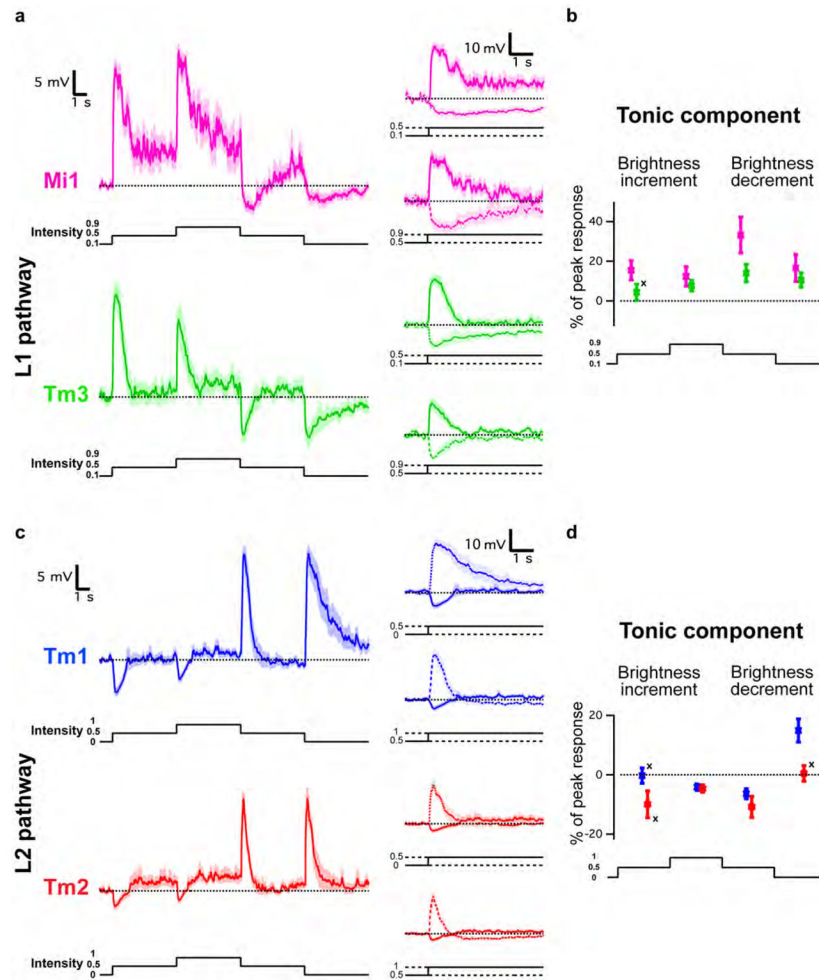 a
5 mV
1 s
10 mV
1 s
Mi1
0.5
0.1
Intensity
0.9
0.5
0.1
0.9
0.5
L1 pathway
Tm3
0.5
0.1
Intensity
0.9
0.5
0.1
0.9
0.5
b
Tonic component
Brightness
increment
Brightness
decrement
% of peak response
40
20
0
x
0.9
0.5
0.1
c
5 mV
1 s
10 mV
1 s
Tm1
0.5
0
Intensity
1
0.5
0
1
0.5
L2 pathway
Tm2
0.5
0
Intensity
1
0.5
0
1
0.5
d
Tonic component
Brightness
increment
Brightness
decrement
% of peak response
20
0
-20
x
x
x
1
0.5
0